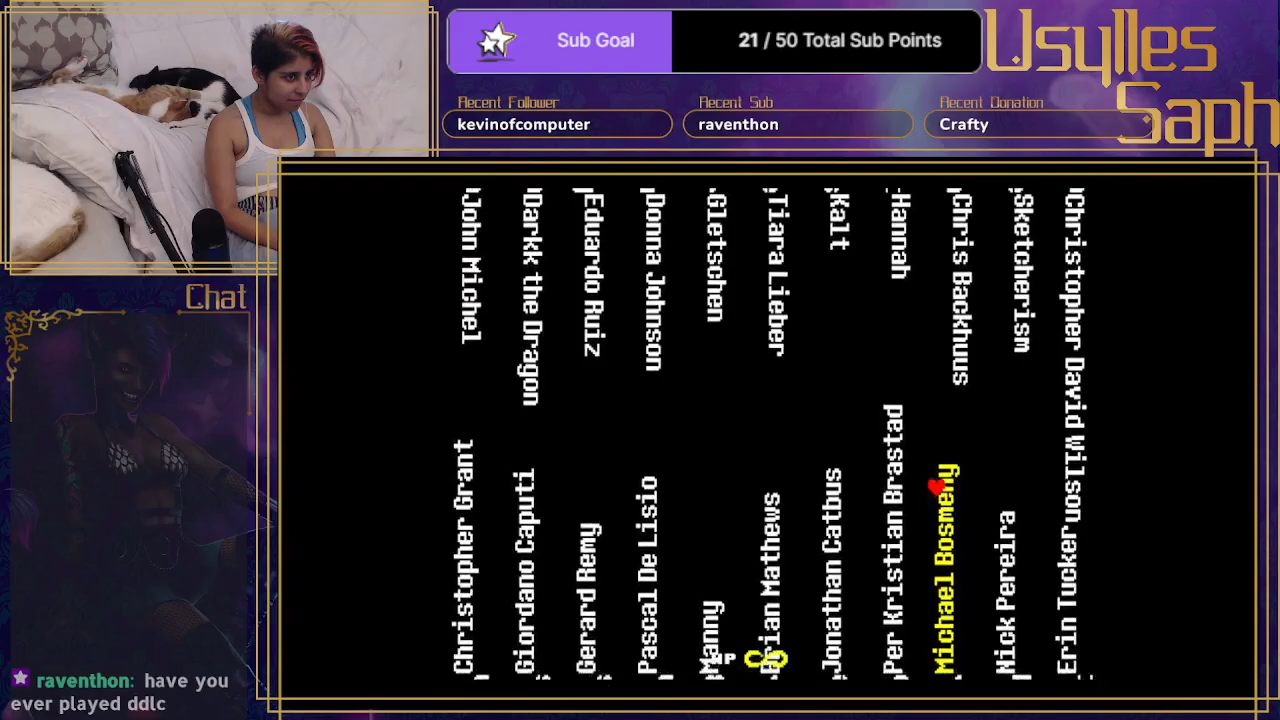 Sub Goal
21 / 50 Total Sub Points
Usylles
Saph
Recent Follower
kevinofcomputer
Recent Sub
raventhon
Recent Donation
Crafty
Chat
John Michel
Darkk the Dragon
Eduardo Ruiz
Donna Johnson
Gletschen
Tiara Lieber
Kalt
Hannah
Chris Backhuus
Sketcherism
Christopher David Wilson
Christopher Grant
Giordano Caputi
Gerard Remy
Pascal De Lisio
Manny
Brian Mathews
Jonathan Catbus
Per Kristian Brastad
Michael Bosmeny
Nick Pereira
Erin Tucker
HP
raventhon: have you
ever played ddlc